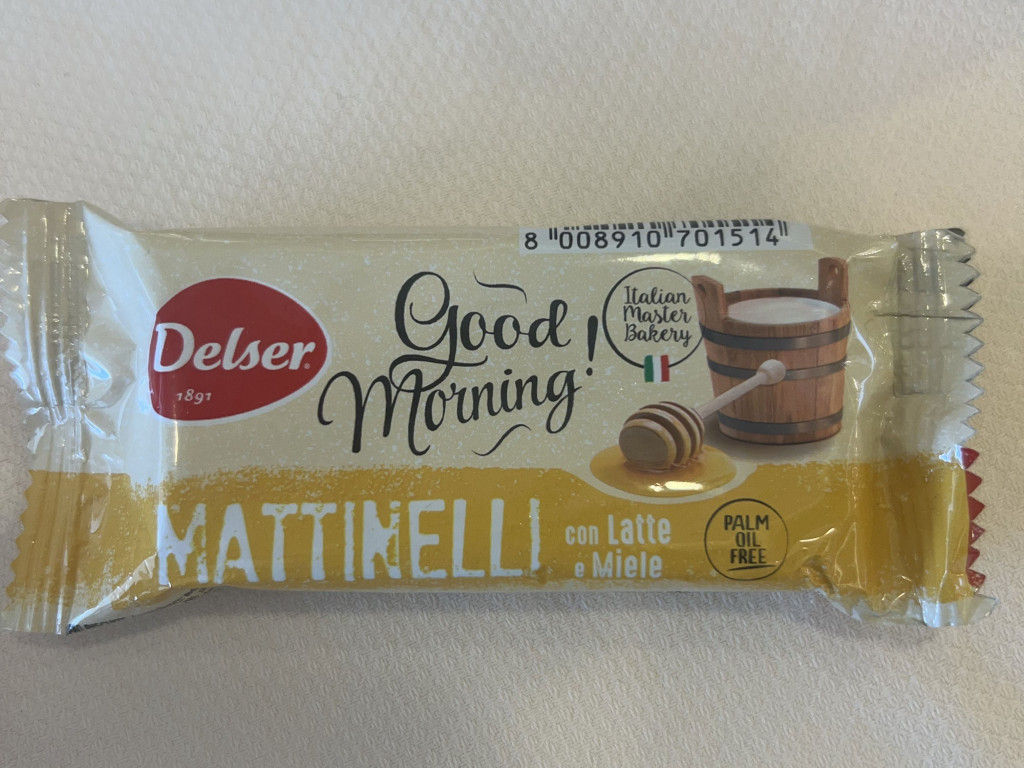 8 008910 701514
Delser®
1891
Good
Morning!
Italian
Master
Bakery
MATTINELLI
con Latte
e Miele
PALM
OIL
FREE